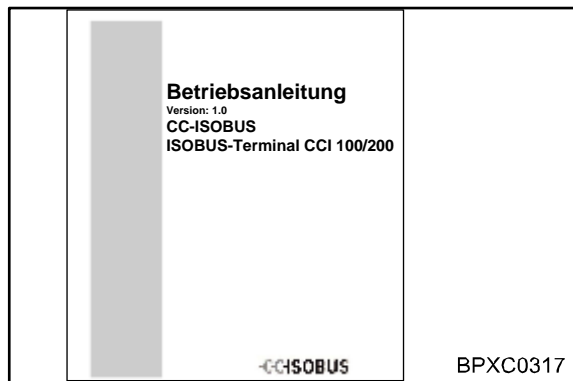 Betriebsanleitung
Version: 1.0
CC-ISOBUS
ISOBUS-Terminal CCI 100/200
CCISOBUS
BPXC0317